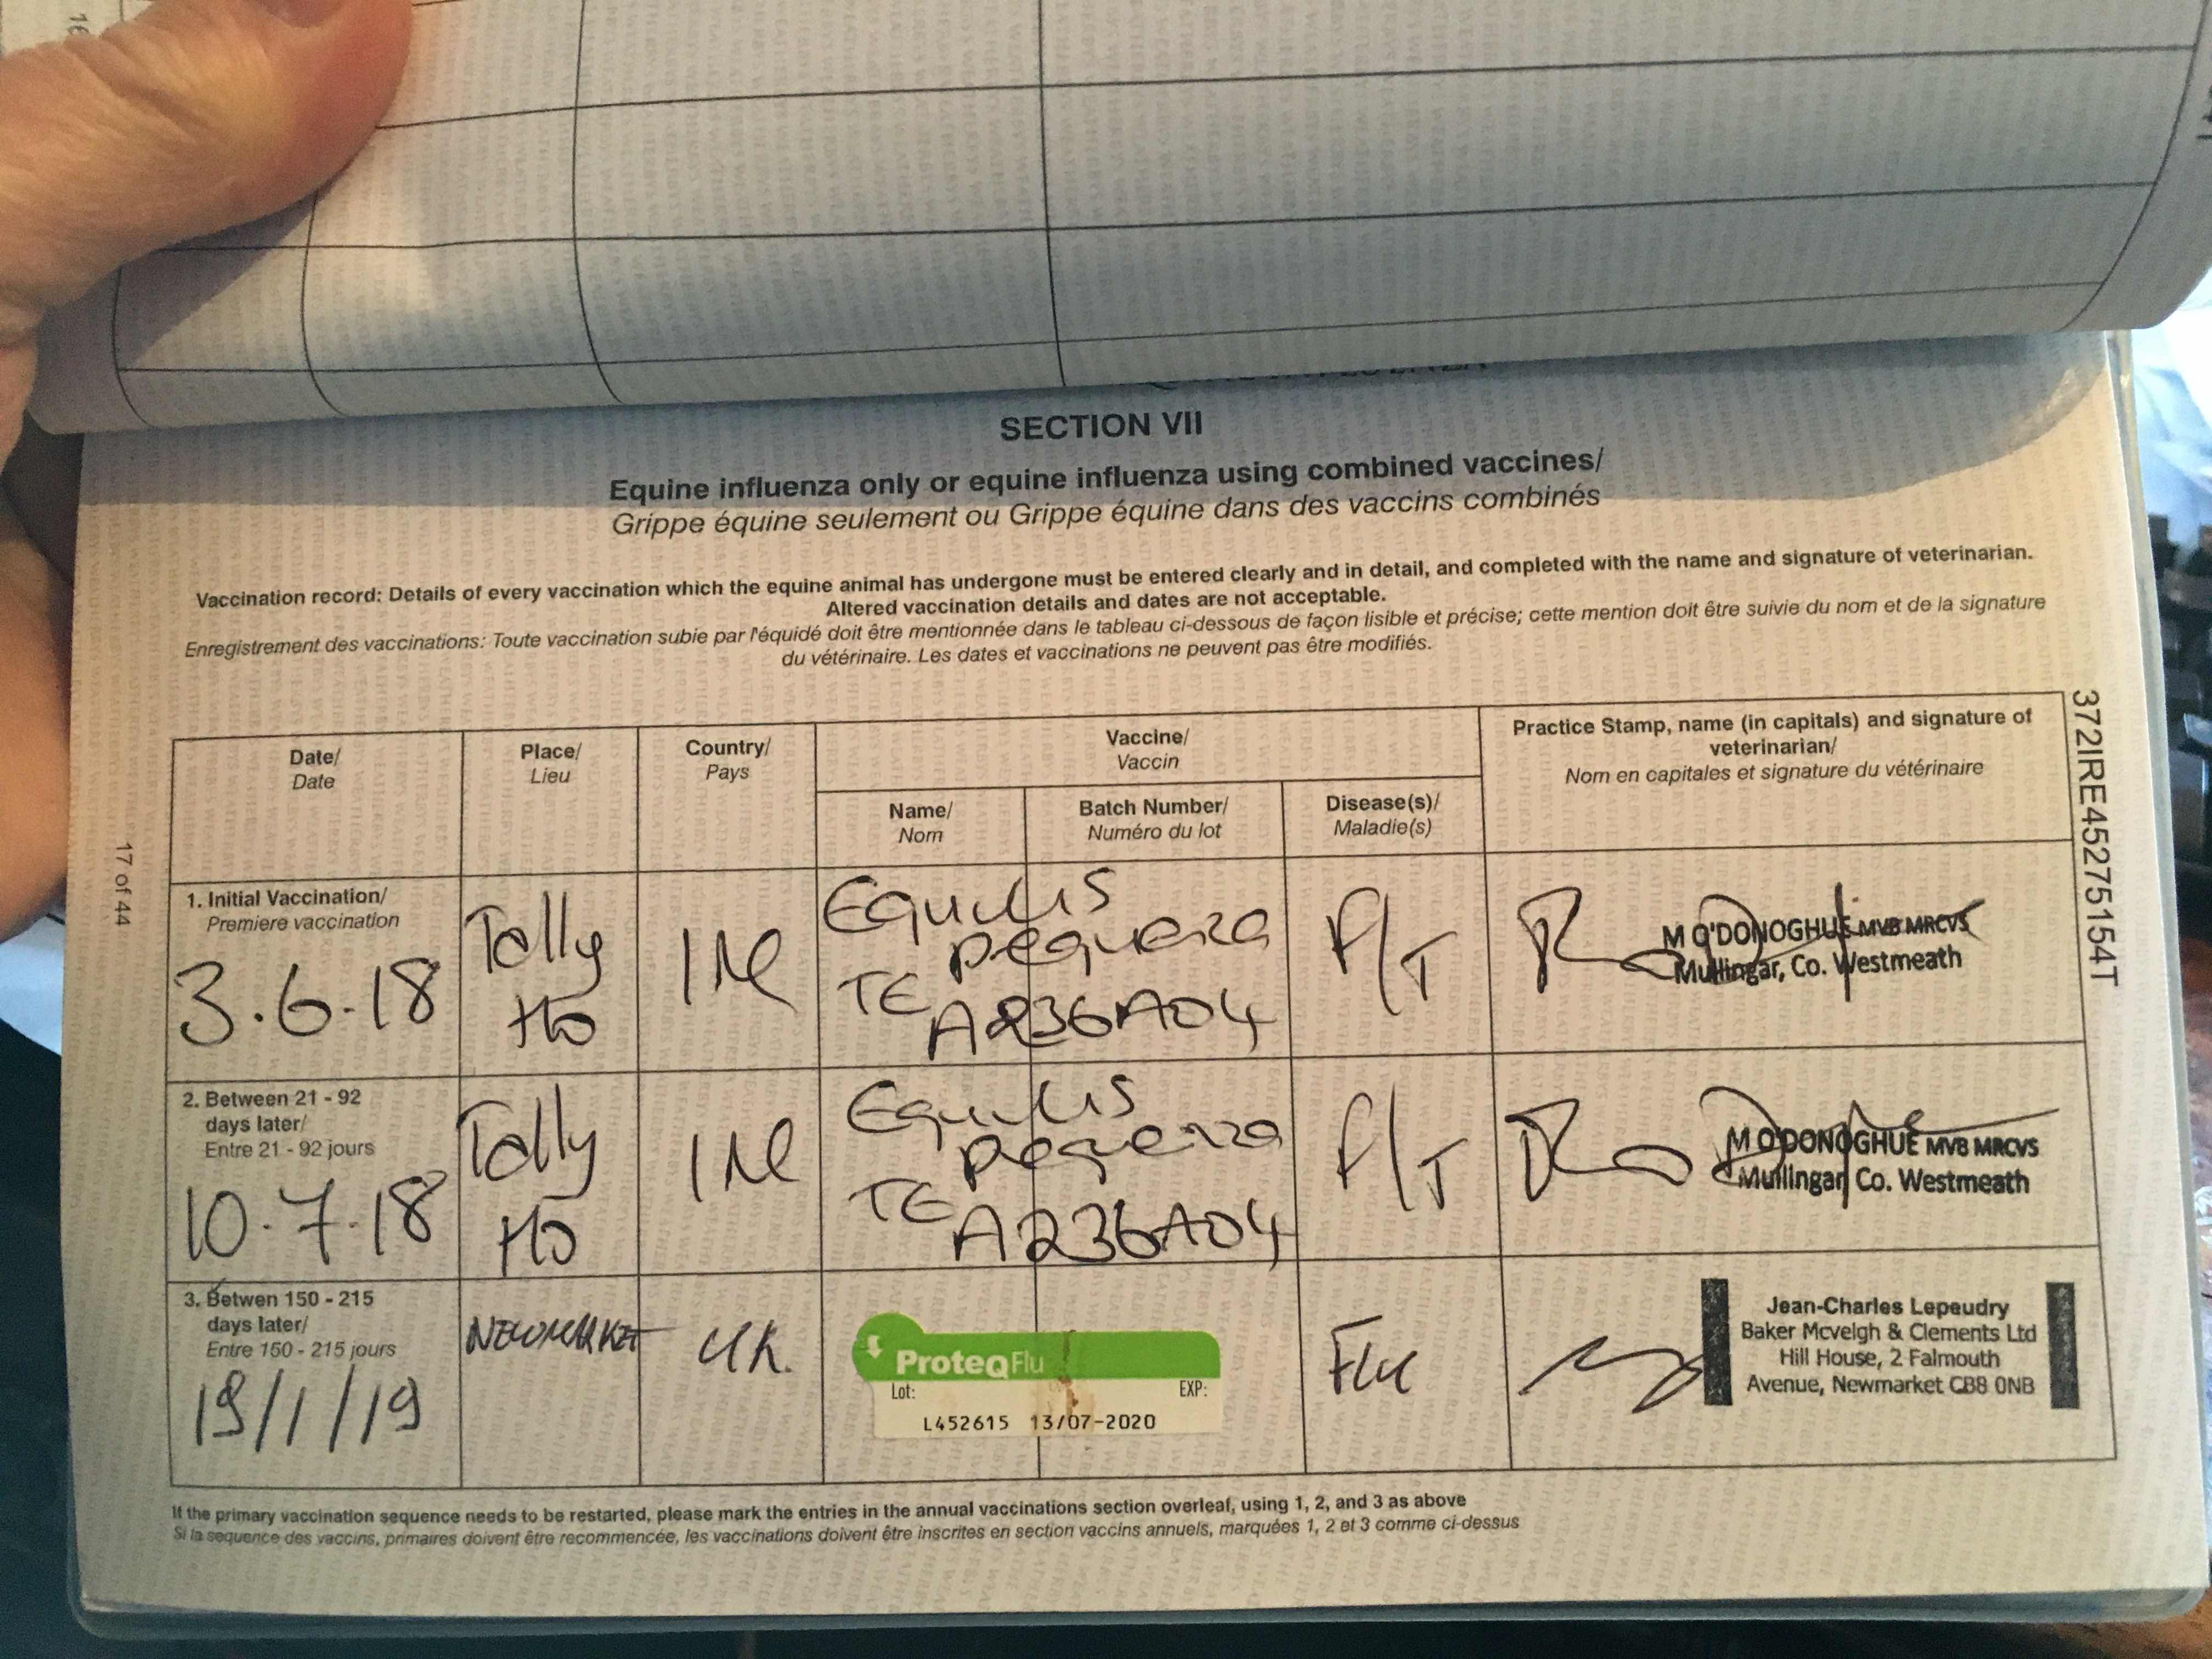 SECTION VII
Equine influenza only or equine influenza using combined vaccines/
Grippe équine seulement ou Grippe équine dans des vaccins combinés
Vaccination record: Details of every vaccination which the equine animal has undergone must be entered clearly and in detail, and completed with the name and signature of veterinarian.
Altered vaccination details and dates are not acceptable.
Enregistrement des vaccinations: Toute vaccination subie par l'équidé doit être mentionnée dans le tableau ci-dessous de façon lisible et précise; cette mention doit être suivie du nom et de la signature
du vétérinaire. Les dates et vaccinations ne peuvent pas être modifiés.
372IRE45275154T
17 of 44
Date/
Date
Place/
Lieu
Country/
Pays
Vaccine/
Vaccin
Name/
Nom
Batch Number/
Numéro du lot
Disease(s)/
Maladie(s)
Practice Stamp, name (in capitals) and signature of
veterinarian/
Nom en capitales et signature du vétérinaire
1. Initial Vaccination/
Premiere vaccination
3.6.18
Tally
Ho
IRE
Equilis
prequenza
TE
A236A04
F/T
M O'DONOGHUE MVB MRCVS
Mullingar, Co. Westmeath
2. Between 21 - 92
days later/
Entre 21 - 92 jours
10.7.18
Tally
Ho
IRE
Equilis
prequenza
TE
A236A04
F/T
M O'DONOGHUE MVB MRCVS
Mullingar Co. Westmeath
3. Betwen 150 - 215
days later/
Entre 150 - 215 jours
19/1/19
NEWMARKET
UK.
ProteqFlu
Lot:
EXP:
L452615 13/07-2020
Flu
Jean-Charles Lepeudry
Baker Mcveigh & Clements Ltd
Hill House, 2 Falmouth
Avenue, Newmarket CB8 0NB
If the primary vaccination sequence needs to be restarted, please mark the entries in the annual vaccinations section overleaf, using 1, 2, and 3 as above
Si la sequence des vaccins, primaires doivent être recommencée, les vaccinations doivent être inscrites en section vaccins annuels, marquées 1, 2 et 3 comme ci-dessus